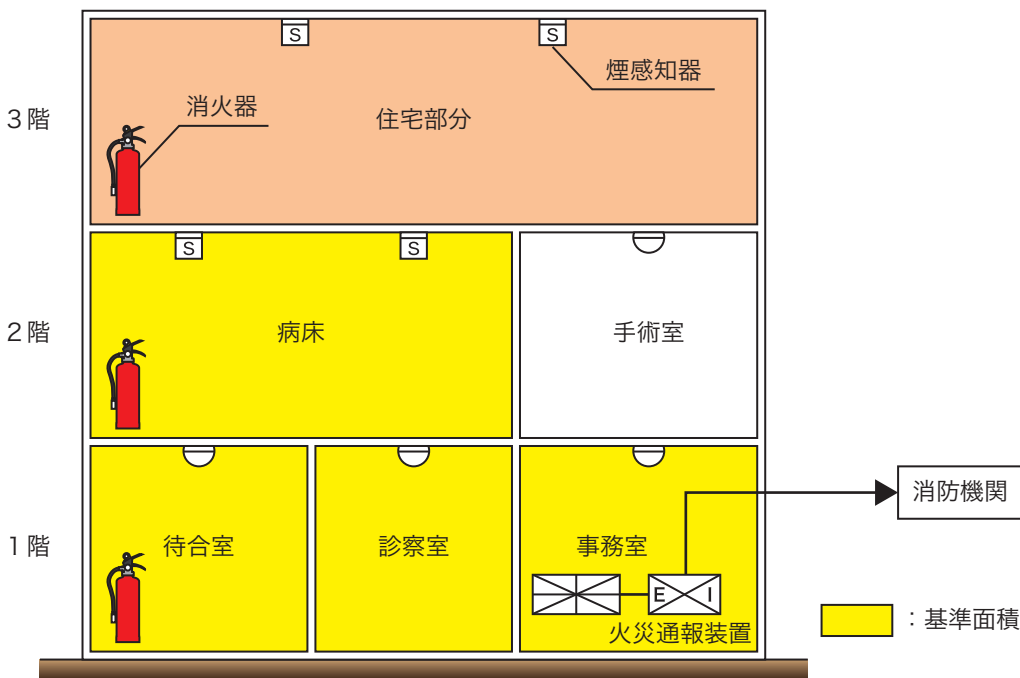 S
S
煙感知器
消火器
3階
住宅部分
S
S
2階
病床
手術室
消防機関
1階
待合室
診察室
事務室
E I
火災通報装置
：基準面積